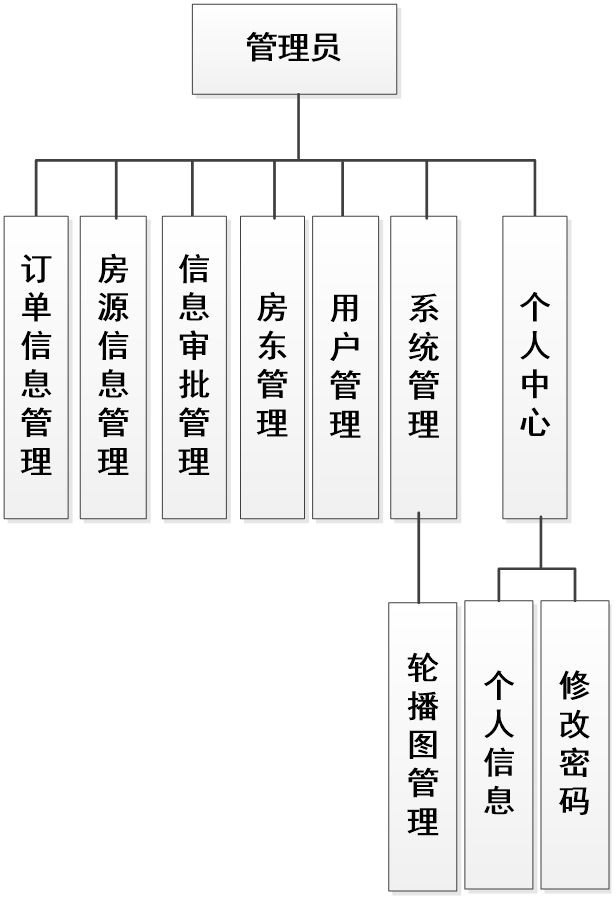 管理员
订单信息管理
房源信息管理
信息审批管理
房东管理
用户管理
系统管理
个人中心
轮播图管理
个人信息
修改密码